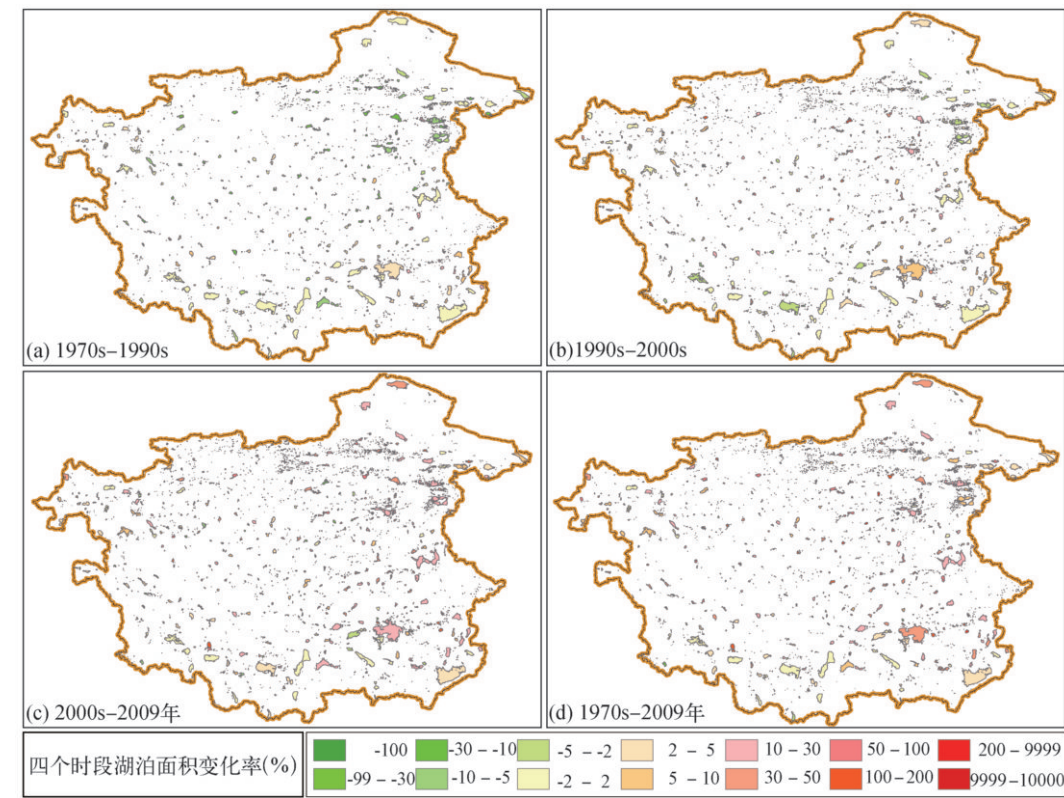 (a) 1970s–1990s
(b)1990s–2000s
(c) 2000s–2009年
(d) 1970s–2009年
四个时段湖泊面积变化率(%)
-100 -30 – -10 -5 – -2 2 – 5 10 – 30 50 – 100 200 – 9999
-99 – -30 -10 – -5 -2 – 2 5 – 10 30 – 50 100 – 200 9999 – 10000